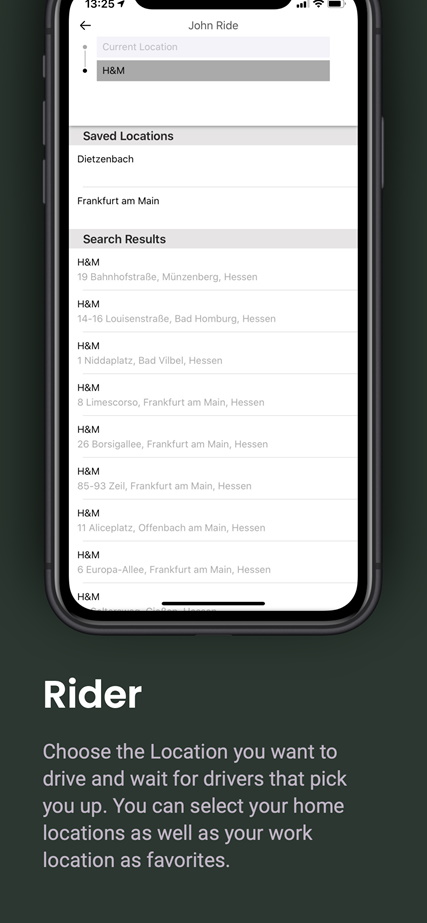 13:25
John Ride
Current Location
H&M
Saved Locations
Dietzenbach
Frankfurt am Main
Search Results
H&M
19 Bahnhofstraße, Münzenberg, Hessen
H&M
14-16 Louisenstraße, Bad Homburg, Hessen
H&M
1 Niddaplatz, Bad Vilbel, Hessen
H&M
8 Limescorso, Frankfurt am Main, Hessen
H&M
26 Borsigallee, Frankfurt am Main, Hessen
H&M
85-93 Zeil, Frankfurt am Main, Hessen
H&M
11 Aliceplatz, Offenbach am Main, Hessen
H&M
6 Europa-Allee, Frankfurt am Main, Hessen
H&M
Rider
Choose the Location you want to
drive and wait for drivers that pick
you up. You can select your home
locations as well as your work
location as favorites.